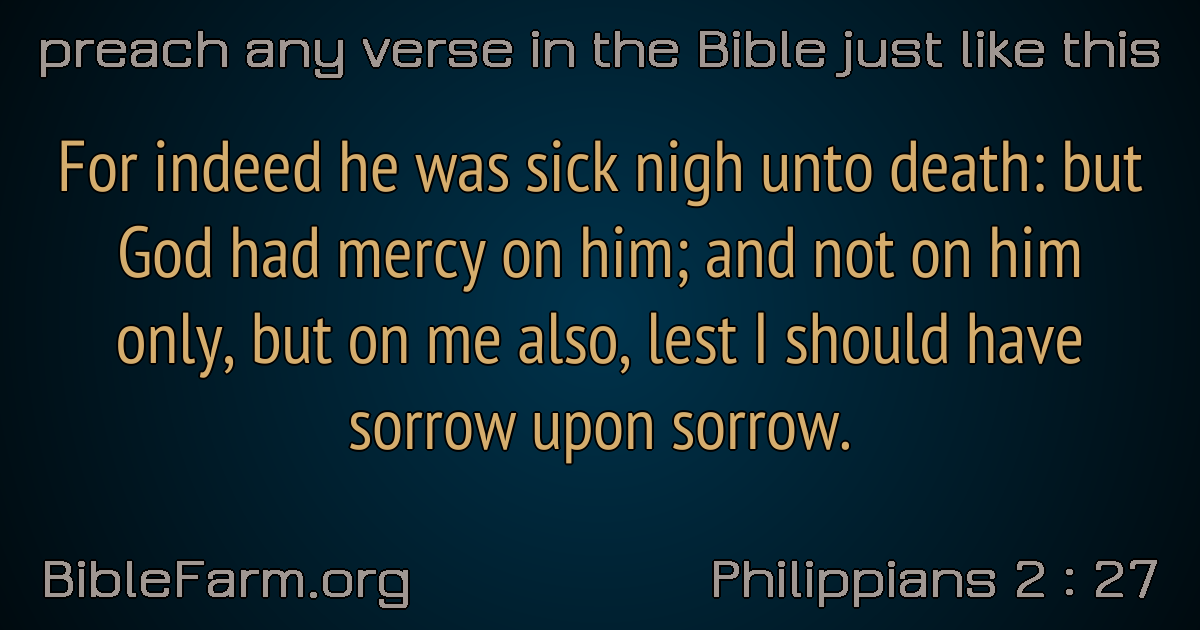 preach any verse in the Bible just like this
For indeed he was sick nigh unto death: but
God had mercy on him; and not on him
only, but on me also, lest I should have
sorrow upon sorrow.
BibleFarm.org
Philippians 2 : 27